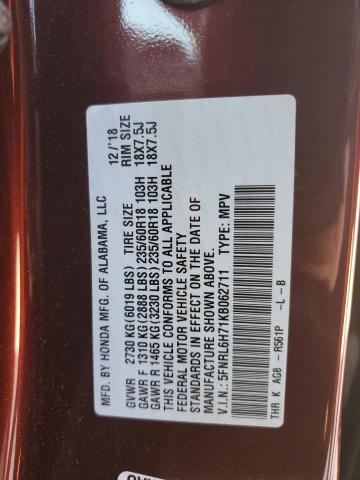 MFD. BY HONDA MFG. OF ALABAMA, LLC 12/'18
GVWR 2730 KG(6019 LBS) TIRE SIZE RIM SIZE
GAWR F 1310 KG(2888 LBS) 235/60R18 103H 18X7.5J
GAWR R 1465 KG(3230 LBS) 235/60R18 103H 18X7.5J
THIS VEHICLE CONFORMS TO ALL APPLICABLE
FEDERAL MOTOR VEHICLE SAFETY
STANDARDS IN EFFECT ON THE DATE OF
MANUFACTURE SHOWN ABOVE.
V.I.N.: 5FNRL6H71KB062711 TYPE: MPV
THR K AG8 - R561P - L - B